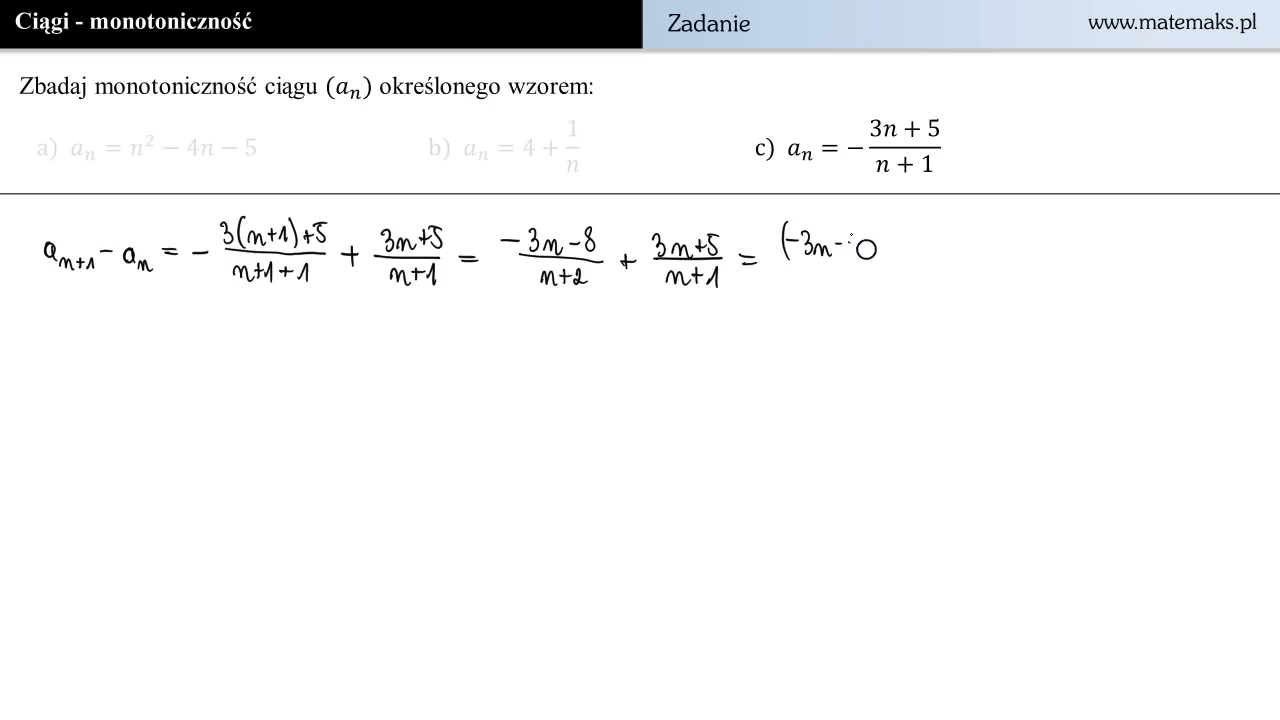 Ciągi - monotoniczność
Zadanie
www.matemaks.pl
Zbadaj monotoniczność ciągu (aₙ) określonego wzorem:
a) aₙ = n² − 4n − 5
b) aₙ = 4 + 1/n
c) aₙ = − (3n + 5)/(n + 1)
aₙ₊₁ − aₙ = − (3(n+1)+5)/(n+1+1) + (3n+5)/(n+1) = (−3n−8)/(n+2) + (3n+5)/(n+1) = (−3n−